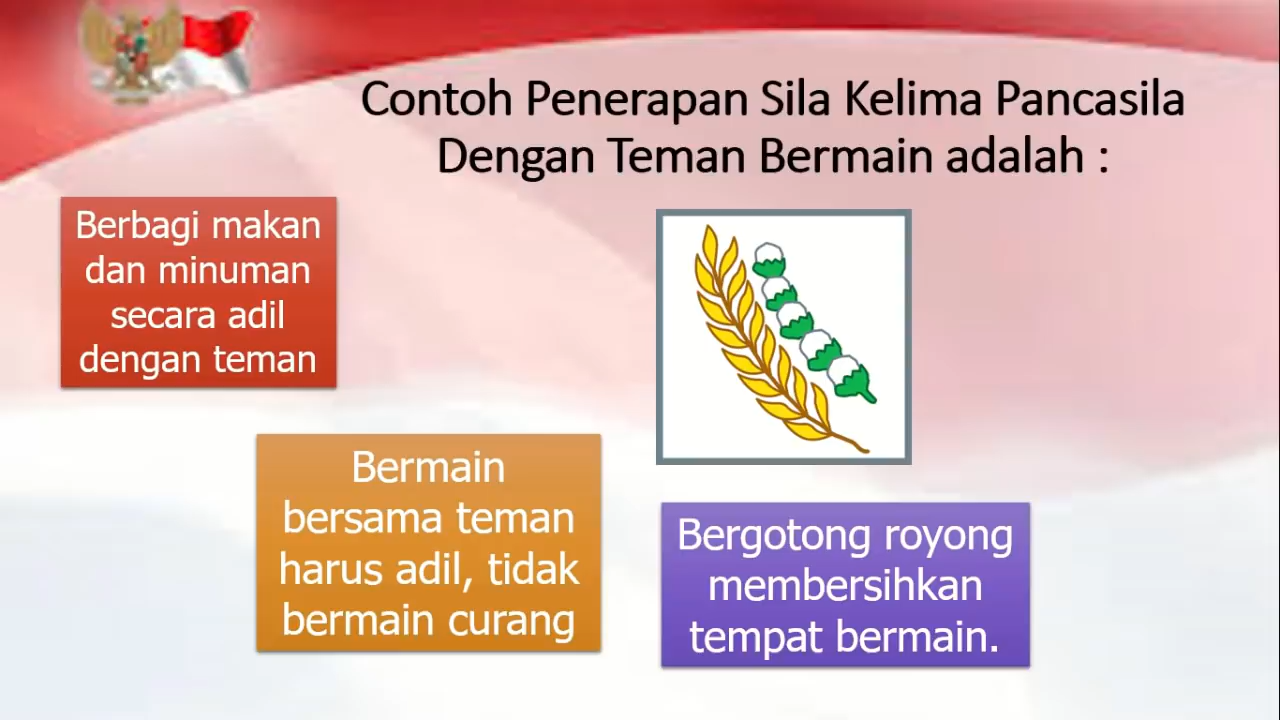 Contoh Penerapan Sila Kelima Pancasila
Dengan Teman Bermain adalah :
Berbagi makan
dan minuman
secara adil
dengan teman
Bermain
bersama teman
harus adil, tidak
bermain curang
Bergotong royong
membersihkan
tempat bermain.